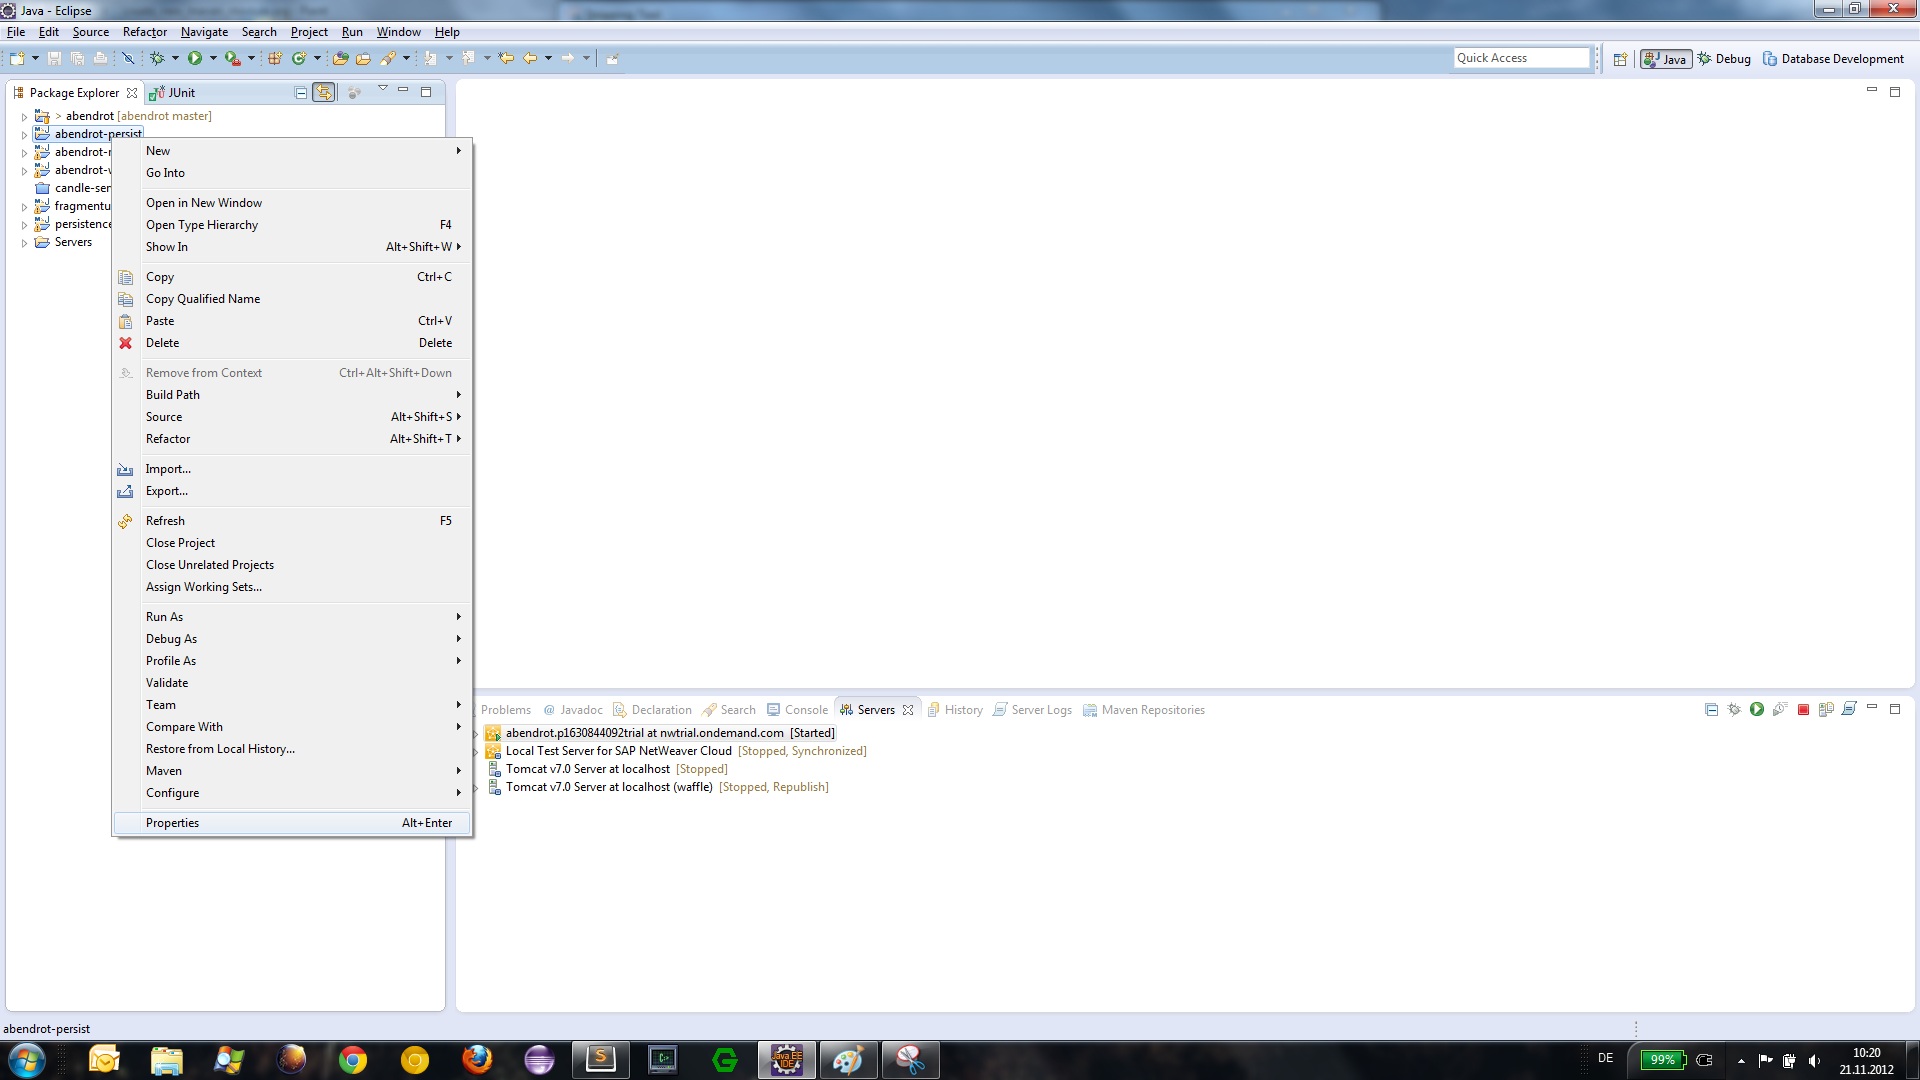 Java - Eclipse
File Edit Source Refactor Navigate Search Project Run Window Help
Quick Access Java Debug Database Development
Package Explorer JUnit
> abendrot [abendrot master]
abendrot-persist
abendrot-
abendrot-
candle-ser
fragmentu
persistence
Servers
New
Go Into
Open in New Window
Open Type Hierarchy F4
Show In Alt+Shift+W
Copy Ctrl+C
Copy Qualified Name
Paste Ctrl+V
Delete Delete
Remove from Context Ctrl+Alt+Shift+Down
Build Path
Source Alt+Shift+S
Refactor Alt+Shift+T
Import...
Export...
Refresh F5
Close Project
Close Unrelated Projects
Assign Working Sets...
Run As
Debug As
Profile As
Validate
Team
Compare With
Restore from Local History...
Maven
Configure
Properties Alt+Enter
Problems @ Javadoc Declaration Search Console Servers History Server Logs Maven Repositories
abendrot.p1630844092trial at nwtrial.ondemand.com [Started]
Local Test Server for SAP NetWeaver Cloud [Stopped, Synchronized]
Tomcat v7.0 Server at localhost [Stopped]
Tomcat v7.0 Server at localhost (waffle) [Stopped, Republish]
abendrot-persist
Java EE
IDE
DE
99%
10:20
21.11.2012